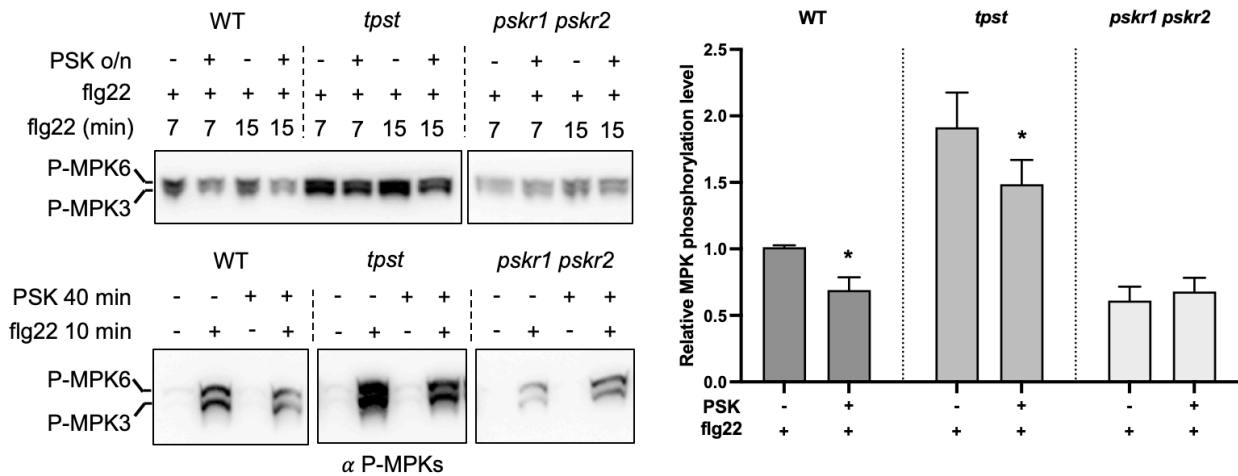 WT tpst pskr1 pskr2
PSK o/n - + - + - + - + - + - +
flg22 + + + + + + + + + + + +
flg22 (min) 7 7 15 15 7 7 15 15 7 7 15 15
P-MPK6
P-MPK3
WT tpst pskr1 pskr2
PSK 40 min - - + + - - + + - - + +
flg22 10 min - + - + - + - + - + - +
P-MPK6
P-MPK3
α P-MPKs
WT tpst pskr1 pskr2
Relative MPK phosphorylation level
2.5
2.0
1.5
1.0
0.5
0.0
*
*
PSK - + - + - +
flg22 + + + + + +